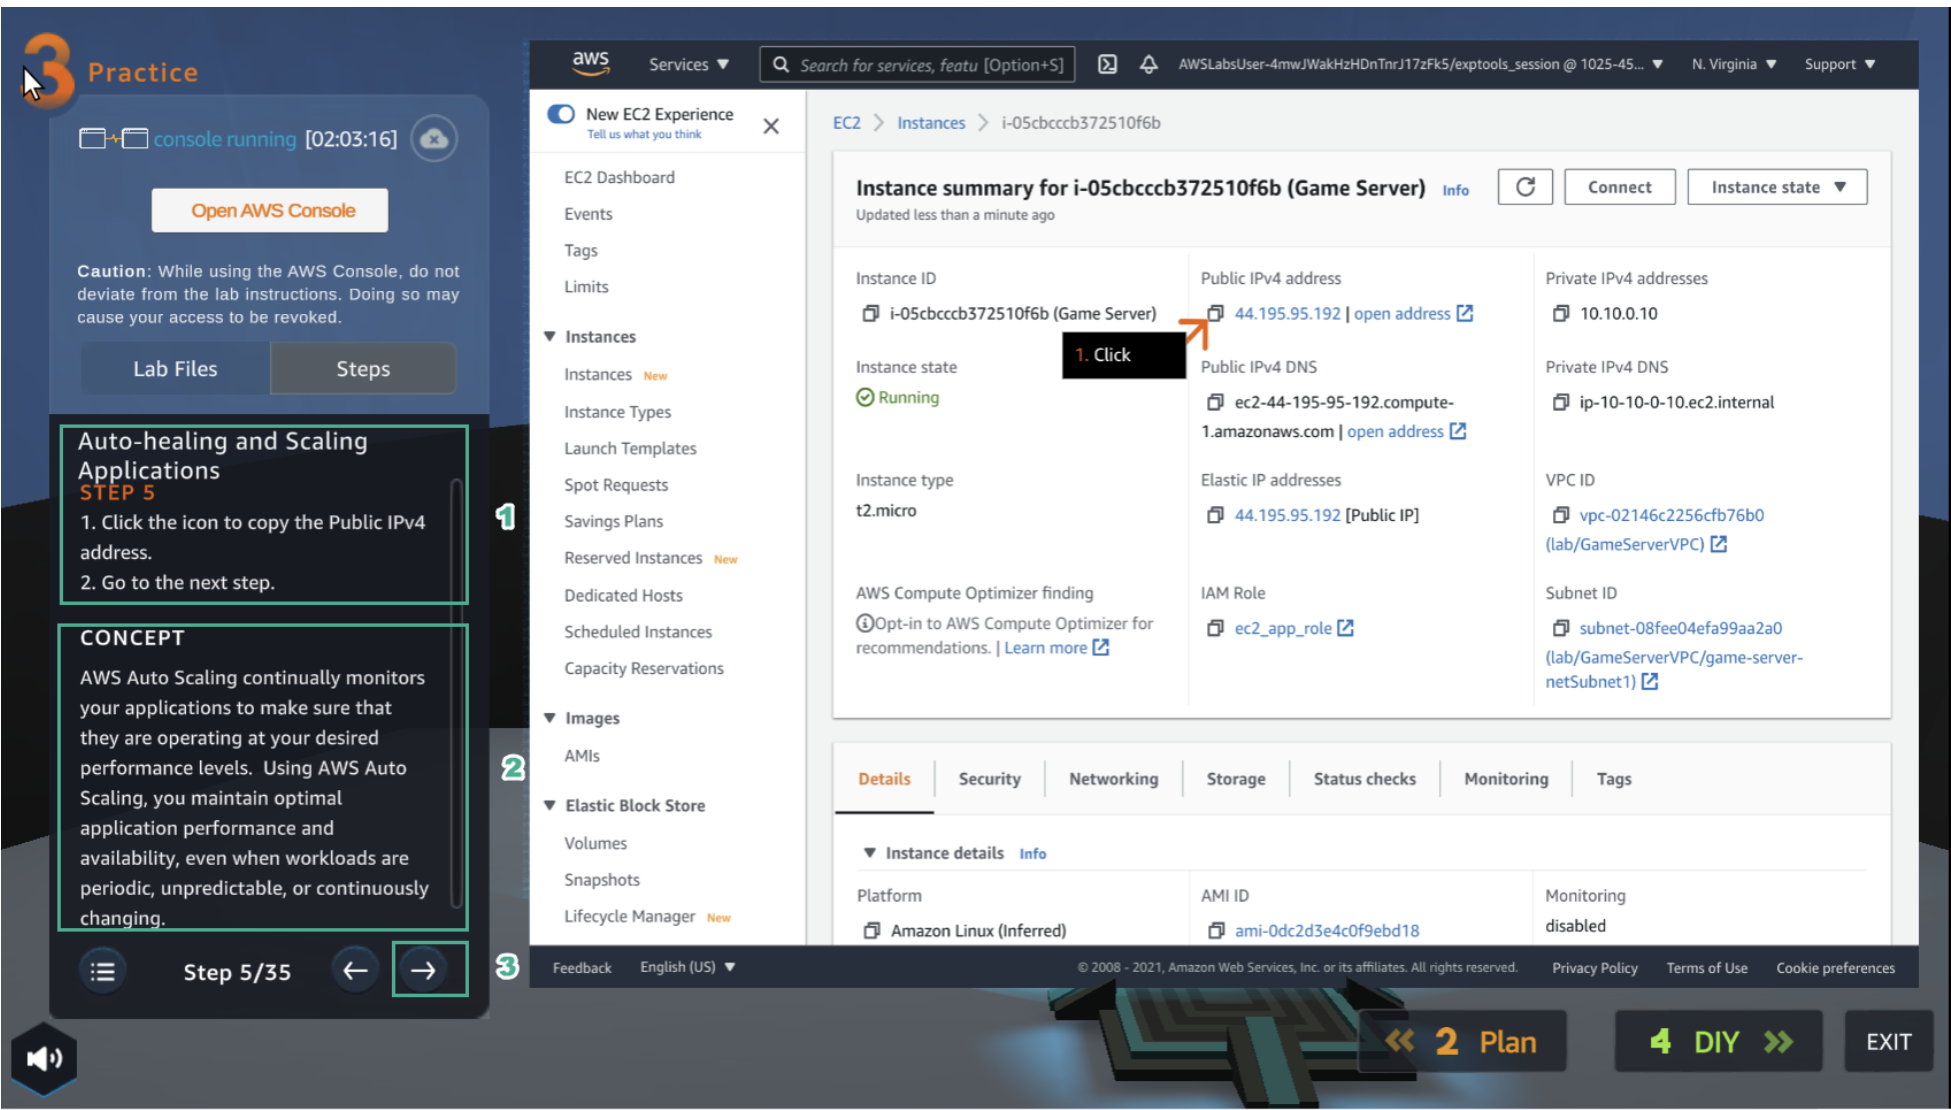 3 Practice
console running [02:03:16]
Open AWS Console
Caution: While using the AWS Console, do not
deviate from the lab instructions. Doing so may
cause your access to be revoked.
Lab Files
Steps
Auto-healing and Scaling
Applications
STEP 5
1. Click the icon to copy the Public IPv4
address.
2. Go to the next step.
1
CONCEPT
AWS Auto Scaling continually monitors
your applications to make sure that
they are operating at your desired
performance levels.  Using AWS Auto
Scaling, you maintain optimal
application performance and
availability, even when workloads are
periodic, unpredictable, or continuously
changing.
2
Step 5/35
3
aws
Services
Search for services, featu [Option+S]
AWSLabsUser-4mwJWakHzHDnTnrJ17zFk5/exptools_session @ 1025-45...
N. Virginia
Support
New EC2 Experience
Tell us what you think
EC2 Dashboard
Events
Tags
Limits
Instances
Instances New
Instance Types
Launch Templates
Spot Requests
Savings Plans
Reserved Instances New
Dedicated Hosts
Scheduled Instances
Capacity Reservations
Images
AMIs
Elastic Block Store
Volumes
Snapshots
Lifecycle Manager New
EC2 > Instances > i-05cbcccb372510f6b
Instance summary for i-05cbcccb372510f6b (Game Server) Info
Updated less than a minute ago
Connect
Instance state
Instance ID
i-05cbcccb372510f6b (Game Server)
Public IPv4 address
44.195.95.192 | open address
Private IPv4 addresses
10.10.0.10
1. Click
Instance state
Running
Public IPv4 DNS
ec2-44-195-95-192.compute-
1.amazonaws.com | open address
Private IPv4 DNS
ip-10-10-0-10.ec2.internal
Instance type
t2.micro
Elastic IP addresses
44.195.95.192 [Public IP]
VPC ID
vpc-02146c2256cfb76b0
(lab/GameServerVPC)
AWS Compute Optimizer finding
Opt-in to AWS Compute Optimizer for
recommendations. | Learn more
IAM Role
ec2_app_role
Subnet ID
subnet-08fee04efa99aa2a0
(lab/GameServerVPC/game-server-
netSubnet1)
Details
Security
Networking
Storage
Status checks
Monitoring
Tags
Instance details Info
Platform
Amazon Linux (Inferred)
AMI ID
ami-0dc2d3e4c0f9ebd18
Monitoring
disabled
Feedback
English (US)
© 2008 - 2021, Amazon Web Services, Inc. or its affiliates. All rights reserved.
Privacy Policy
Terms of Use
Cookie preferences
2 Plan
4 DIY
EXIT